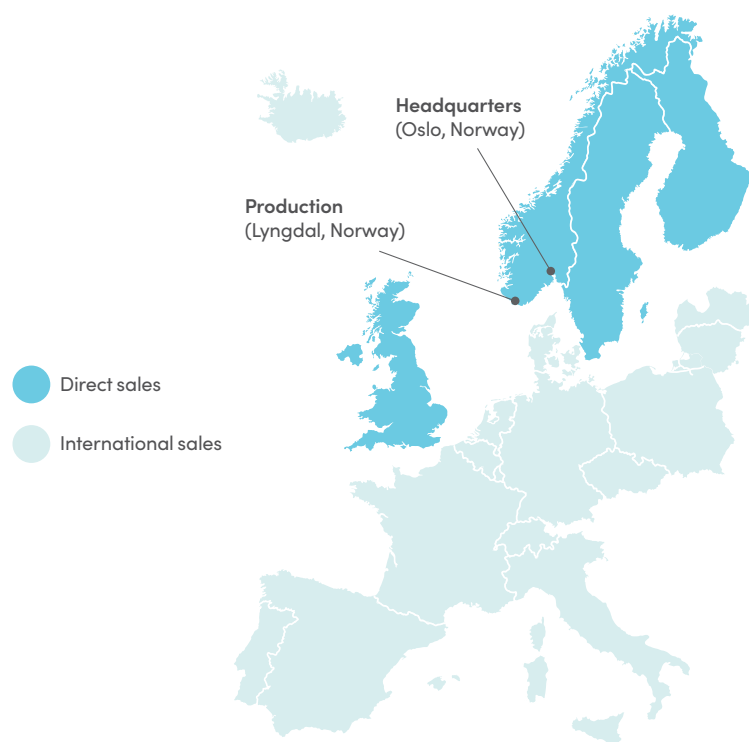 Headquarters
(Oslo, Norway)
Production
(Lyngdal, Norway)
Direct sales
International sales